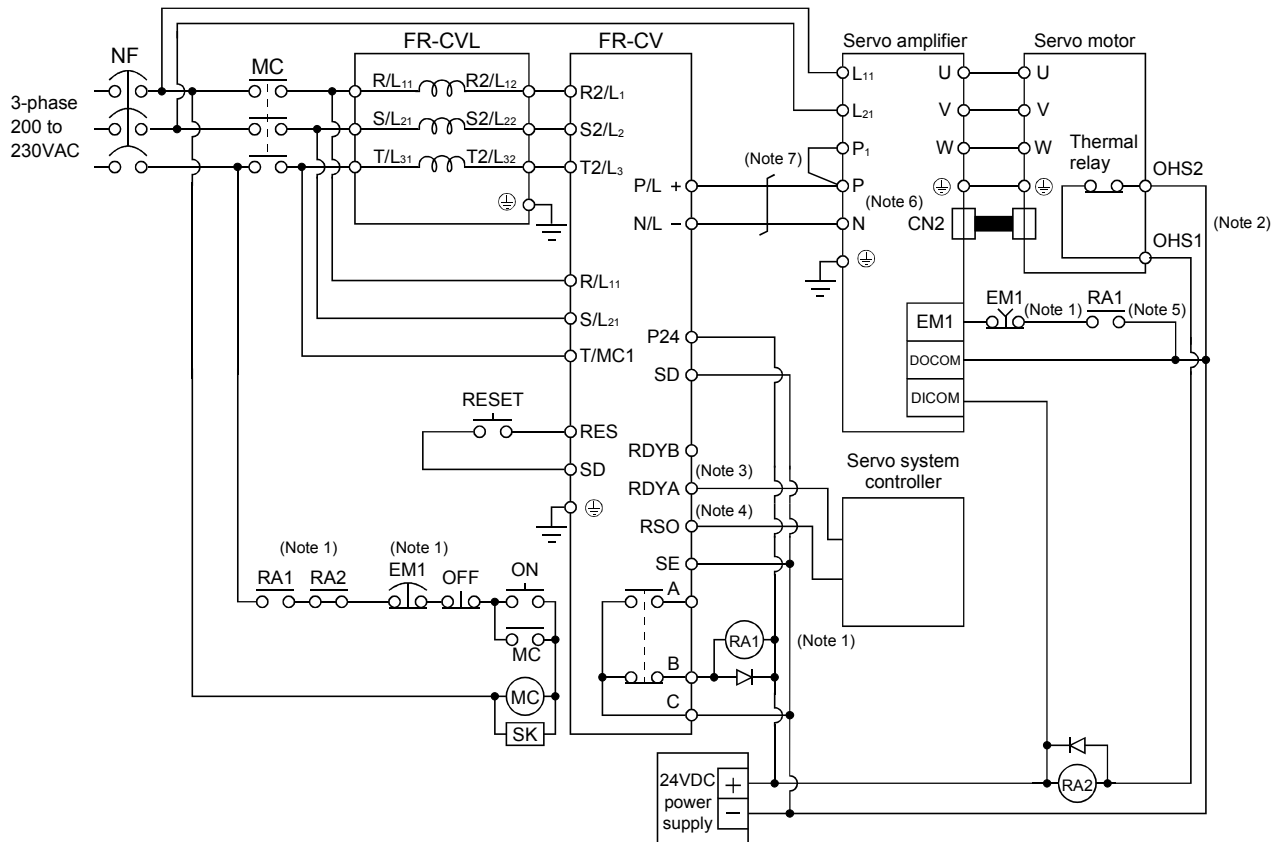 FR-CVL
FR-CV
Servo amplifier
Servo motor
NF
MC
3-phase
200 to
230VAC
R/L11
R2/L12
S/L21
S2/L22
T/L31
T2/L32
R2/L1
S2/L2
T2/L3
P/L +
N/L −
(Note 7)
L11
L21
P1
P
(Note 6)
N
U
V
W
CN2
U
V
W
Thermal
relay
OHS2
(Note 2)
OHS1
R/L11
S/L21
T/MC1
P24
SD
EM1
EM1
(Note 1)
RA1
(Note 5)
DOCOM
DICOM
RESET
RES
SD
RDYB
RDYA
(Note 3)
RSO
(Note 4)
SE
Servo system
controller
(Note 1)
(Note 1)
RA1
RA2
EM1
OFF
ON
MC
MC
SK
A
B
C
RA1
(Note 1)
24VDC
power
supply
+
−
RA2